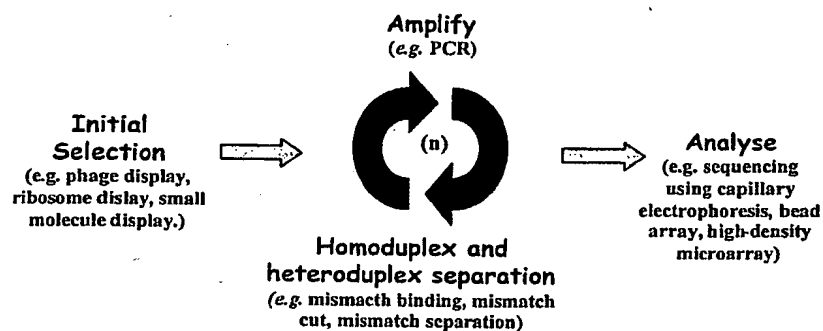 Amplify
(e.g. PCR)
Initial
Selection
(e.g. phage display,
ribosome dislay, small
molecule display.)
(n)
Analyse
(e.g. sequencing
using capillary
electrophoresis, bead
array, high-density
microarray)
Homoduplex and
heteroduplex separation
(e.g. mismacth binding, mismatch
cut, mismatch separation)